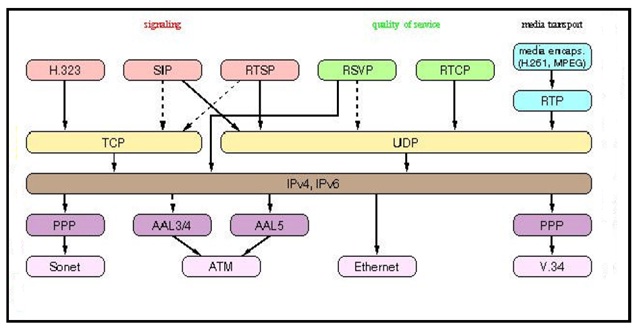 signaling
quality of service
media transport
media encaps.
(H.261, MPEG)
H.323
SIP
RTSP
RSVP
RTCP
RTP
TCP
UDP
IPv4, IPv6
PPP
AAL3/4
AAL5
PPP
Sonet
ATM
Ethernet
V.34